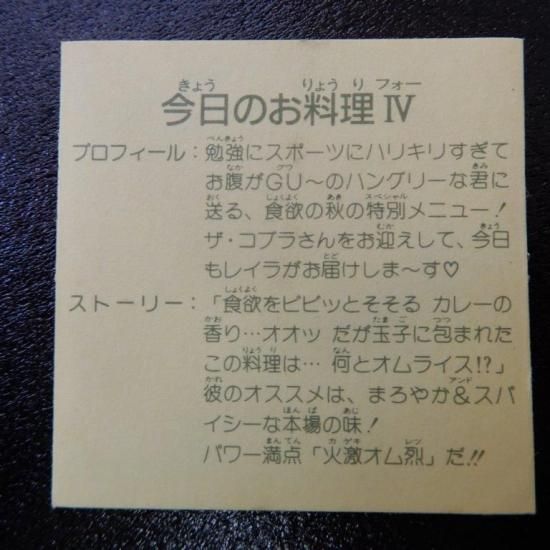 今日のお料理Ⅳ
プロフィール：勉強にスポーツにハリキリすぎて
お腹がGU〜のハングリーな君に
送る、食欲の秋の特別メニュー！
ザ・コブラさんをお迎えして、今日
もレイラがお届けしま〜す♡
ストーリー：「食欲をビビッとそそる カレーの
香り…オオッ だが玉子に包まれた
この料理は… 何とオムライス!?」
彼のオススメは、まろやか&スパ
イシーな本場の味！
パワー満点「火激オム烈」だ!!